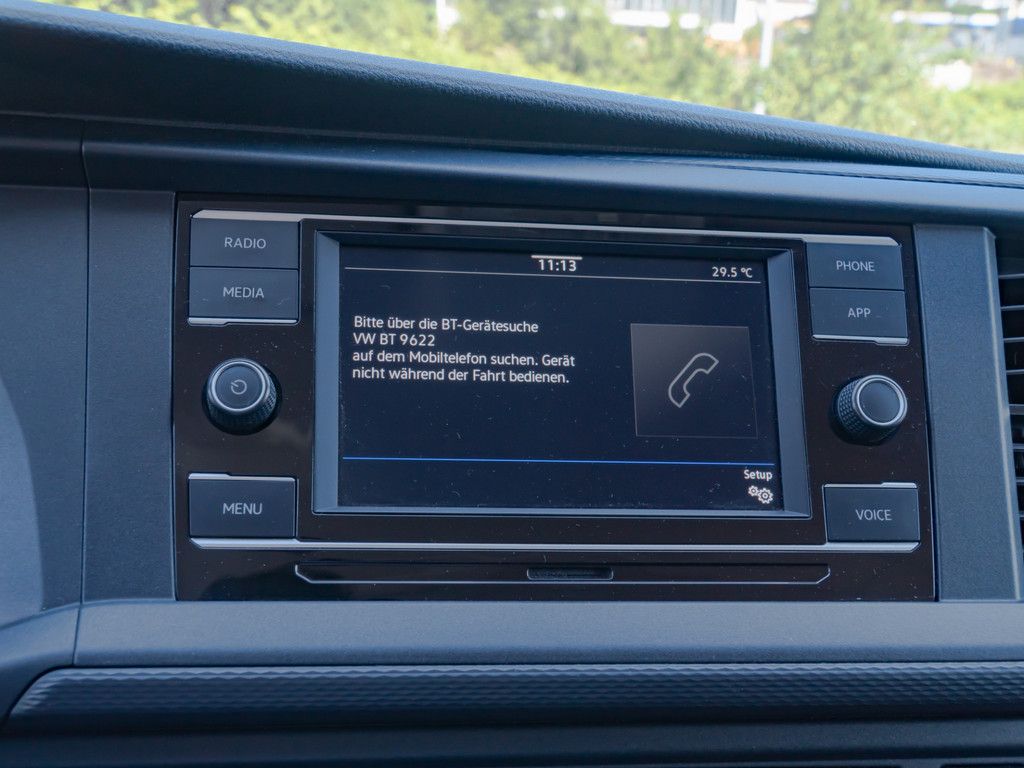 RADIO
MEDIA
11:13
29.5 °C
PHONE
APP
Bitte über die BT-Gerätesuche
VW BT 9622
auf dem Mobiltelefon suchen. Gerät
nicht während der Fahrt bedienen.
Setup
MENU
VOICE